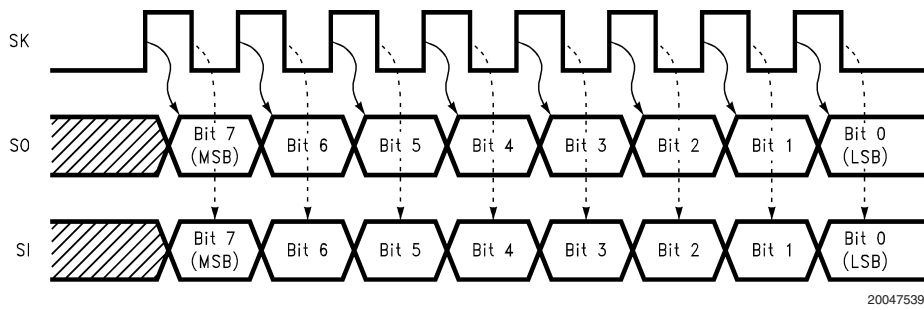 SK
SO
Bit 7
(MSB)
Bit 6
Bit 5
Bit 4
Bit 3
Bit 2
Bit 1
Bit 0
(LSB)
SI
Bit 7
(MSB)
Bit 6
Bit 5
Bit 4
Bit 3
Bit 2
Bit 1
Bit 0
(LSB)
20047539